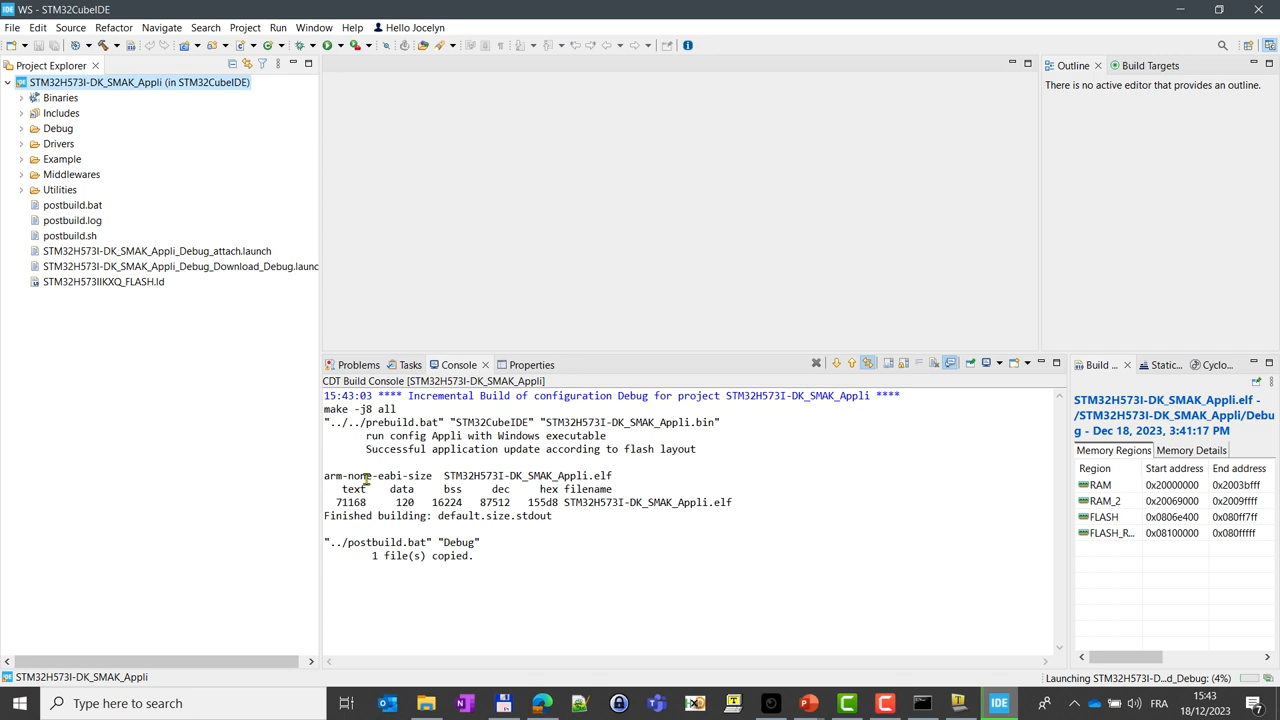 WS - STM32CubeIDE
File Edit Source Refactor Navigate Search Project Run Window Help Hello Jocelyn
Project Explorer
STM32H573I-DK_SMAK_Appli (in STM32CubeIDE)
Binaries
Includes
Debug
Drivers
Example
Middlewares
Utilities
postbuild.bat
postbuild.log
postbuild.sh
STM32H573I-DK_SMAK_Appli_Debug_attach.launch
STM32H573I-DK_SMAK_Appli_Debug_Download_Debug.launc
STM32H573IIKXQ_FLASH.ld
Outline Build Targets
There is no active editor that provides an outline.
Problems Tasks Console Properties
CDT Build Console [STM32H573I-DK_SMAK_Appli]
15:43:03 **** Incremental Build of configuration Debug for project STM32H573I-DK_SMAK_Appli ****
make -j8 all
"../../prebuild.bat" "STM32CubeIDE" "STM32H573I-DK_SMAK_Appli.bin"
run config Appli with Windows executable
Successful application update according to flash layout
arm-none-eabi-size STM32H573I-DK_SMAK_Appli.elf
text data bss dec hex filename
71168 120 16224 87512 155d8 STM32H573I-DK_SMAK_Appli.elf
Finished building: default.size.stdout
"../postbuild.bat" "Debug"
1 file(s) copied.
Build ... Static... Cyclo...
STM32H573I-DK_SMAK_Appli.elf -
/STM32H573I-DK_SMAK_Appli/Debu
g - Dec 18, 2023, 3:41:17 PM
Memory Regions Memory Details
Region Start address End address
RAM 0x20000000 0x2003bfff
RAM_2 0x20069000 0x2009ffff
FLASH 0x0806e400 0x080ff7ff
FLASH_R... 0x08100000 0x080fffff
STM32H573I-DK_SMAK_Appli
Launching STM32H573I-D...d_Debug: (4%)
Type here to search
FRA
15:43
18/12/2023
7